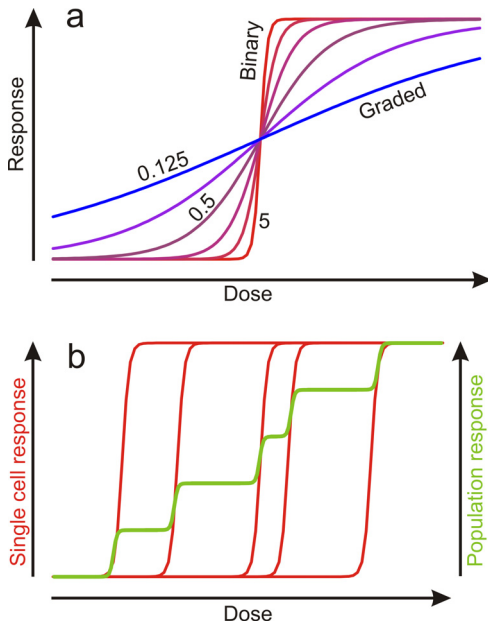 a
Response
Binary
Graded
0.125
0.5
5
Dose
b
Single cell response
Population response
Dose